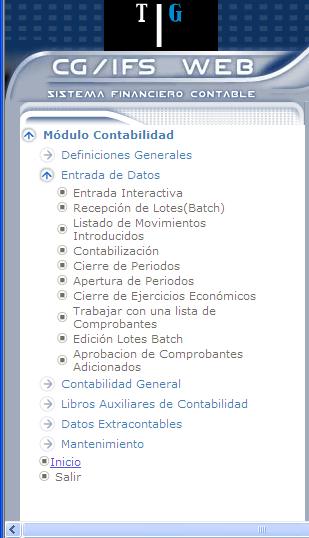 T G
CG/IFS WEB
SISTEMA FINANCIERO CONTABLE
Módulo Contabilidad
Definiciones Generales
Entrada de Datos
Entrada Interactiva
Recepción de Lotes(Batch)
Listado de Movimientos
Introducidos
Contabilización
Cierre de Periodos
Apertura de Periodos
Cierre de Ejercicios Económicos
Trabajar con una lista de
Comprobantes
Edición Lotes Batch
Aprobacion de Comprobantes
Adicionados
Contabilidad General
Libros Auxiliares de Contabilidad
Datos Extracontables
Mantenimiento
Inicio
Salir